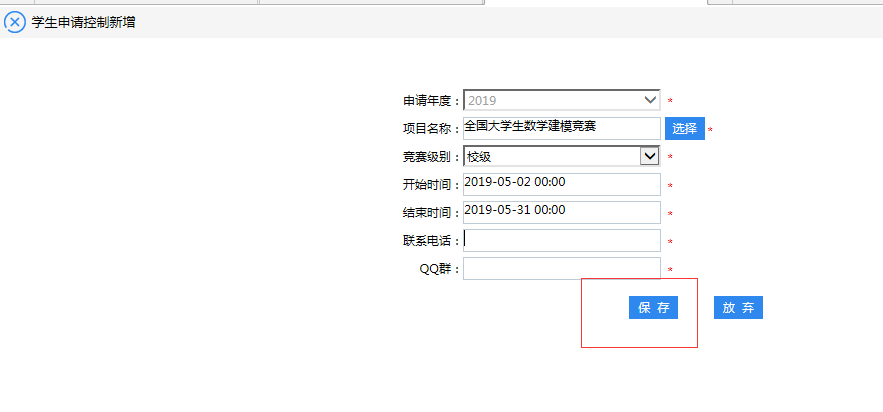 学生申请控制新增
申请年度： 2019 *
项目名称： 全国大学生数学建模竞赛 选择 *
竞赛级别： 校级 *
开始时间： 2019-05-02 00:00 *
结束时间： 2019-05-31 00:00 *
联系电话： *
QQ群： *
保 存 放 弃